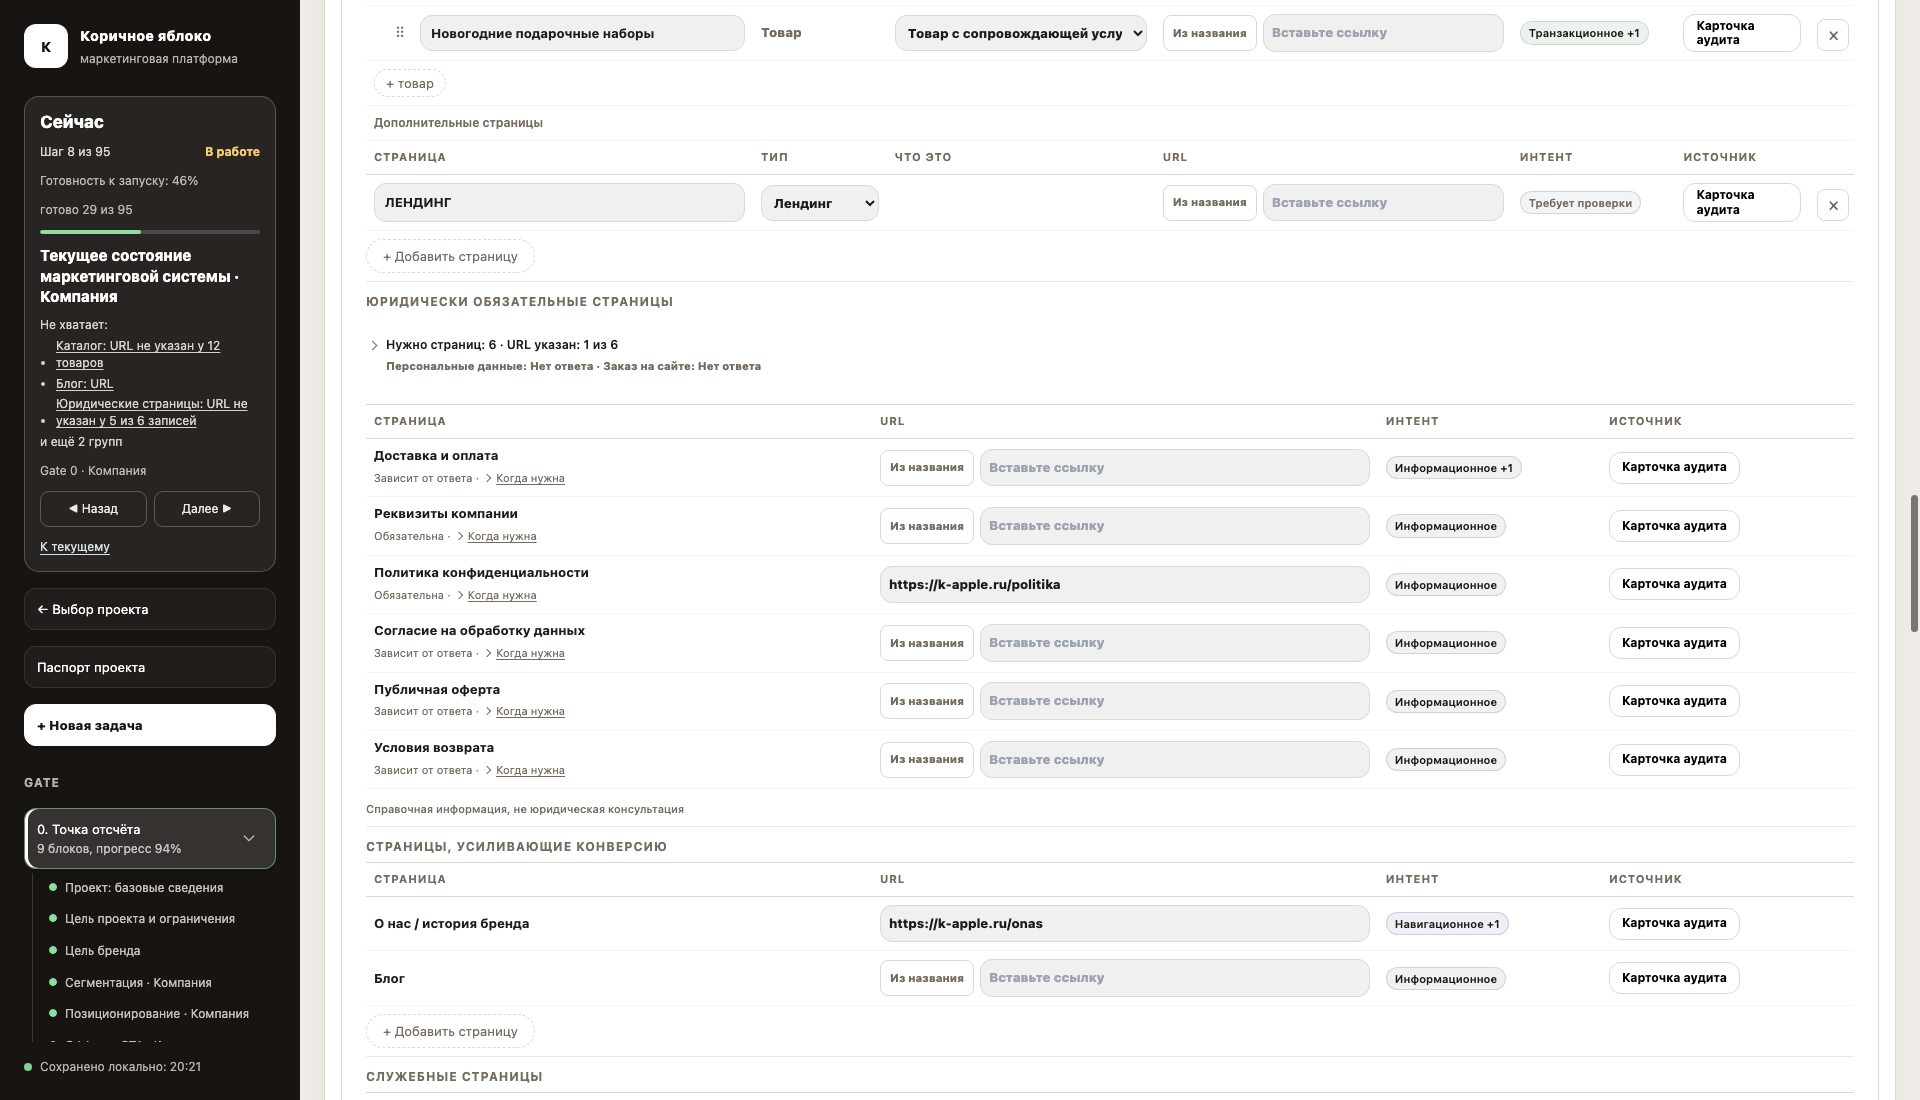 К
Коричное яблоко
маркетинговая платформа
Сейчас
Шаг 8 из 95 В работе
Готовность к запуску: 46%
готово 29 из 95
Текущее состояние
маркетинговой системы ·
Компания
Не хватает:
Каталог: URL не указан у 12
товаров
Блог: URL
Юридические страницы: URL не
указан у 5 из 6 записей
и ещё 2 групп
Gate 0 · Компания
Назад Далее
К текущему
← Выбор проекта
Паспорт проекта
+ Новая задача
GATE
0. Точка отсчёта
9 блоков, прогресс 94%
Проект: базовые сведения
Цель проекта и ограничения
Цель бренда
Сегментация · Компания
Позиционирование · Компания
Сохранено локально: 20:21
Новогодние подарочные наборы Товар Товар с сопровождающей услу Из названия Вставьте ссылку Транзакционное +1 Карточка аудита ×
+ товар
Дополнительные страницы
СТРАНИЦА ТИП ЧТО ЭТО URL ИНТЕНТ ИСТОЧНИК
ЛЕНДИНГ Лендинг Из названия Вставьте ссылку Требует проверки Карточка аудита ×
+ Добавить страницу
ЮРИДИЧЕСКИ ОБЯЗАТЕЛЬНЫЕ СТРАНИЦЫ
Нужно страниц: 6 · URL указан: 1 из 6
Персональные данные: Нет ответа · Заказ на сайте: Нет ответа
СТРАНИЦА URL ИНТЕНТ ИСТОЧНИК
Доставка и оплата Из названия Вставьте ссылку Информационное +1 Карточка аудита
Зависит от ответа · Когда нужна
Реквизиты компании Из названия Вставьте ссылку Информационное Карточка аудита
Обязательна · Когда нужна
Политика конфиденциальности https://k-apple.ru/politika Информационное Карточка аудита
Обязательна · Когда нужна
Согласие на обработку данных Из названия Вставьте ссылку Информационное Карточка аудита
Зависит от ответа · Когда нужна
Публичная оферта Из названия Вставьте ссылку Информационное Карточка аудита
Зависит от ответа · Когда нужна
Условия возврата Из названия Вставьте ссылку Информационное Карточка аудита
Зависит от ответа · Когда нужна
Справочная информация, не юридическая консультация
СТРАНИЦЫ, УСИЛИВАЮЩИЕ КОНВЕРСИЮ
СТРАНИЦА URL ИНТЕНТ ИСТОЧНИК
О нас / история бренда https://k-apple.ru/onas Навигационное +1 Карточка аудита
Блог Из названия Вставьте ссылку Информационное Карточка аудита
+ Добавить страницу
СЛУЖЕБНЫЕ СТРАНИЦЫ